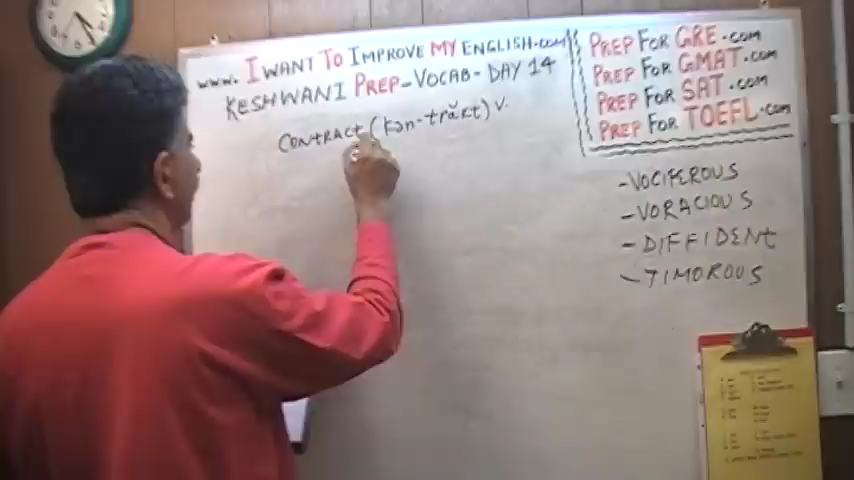 www. I WANT TO IMPROVE MY ENGLISH.com
KESHWANI PREP-VOCAB- DAY 14
CONTRACT (kən-trăkt) V.
PREP FOR GRE.com
PREP FOR GMAT.com
PREP FOR SAT.com
PREP FOR TOEFL.com
-VOCIFEROUS
-VORACIOUS
-DIFFIDENT
-TIMOROUS